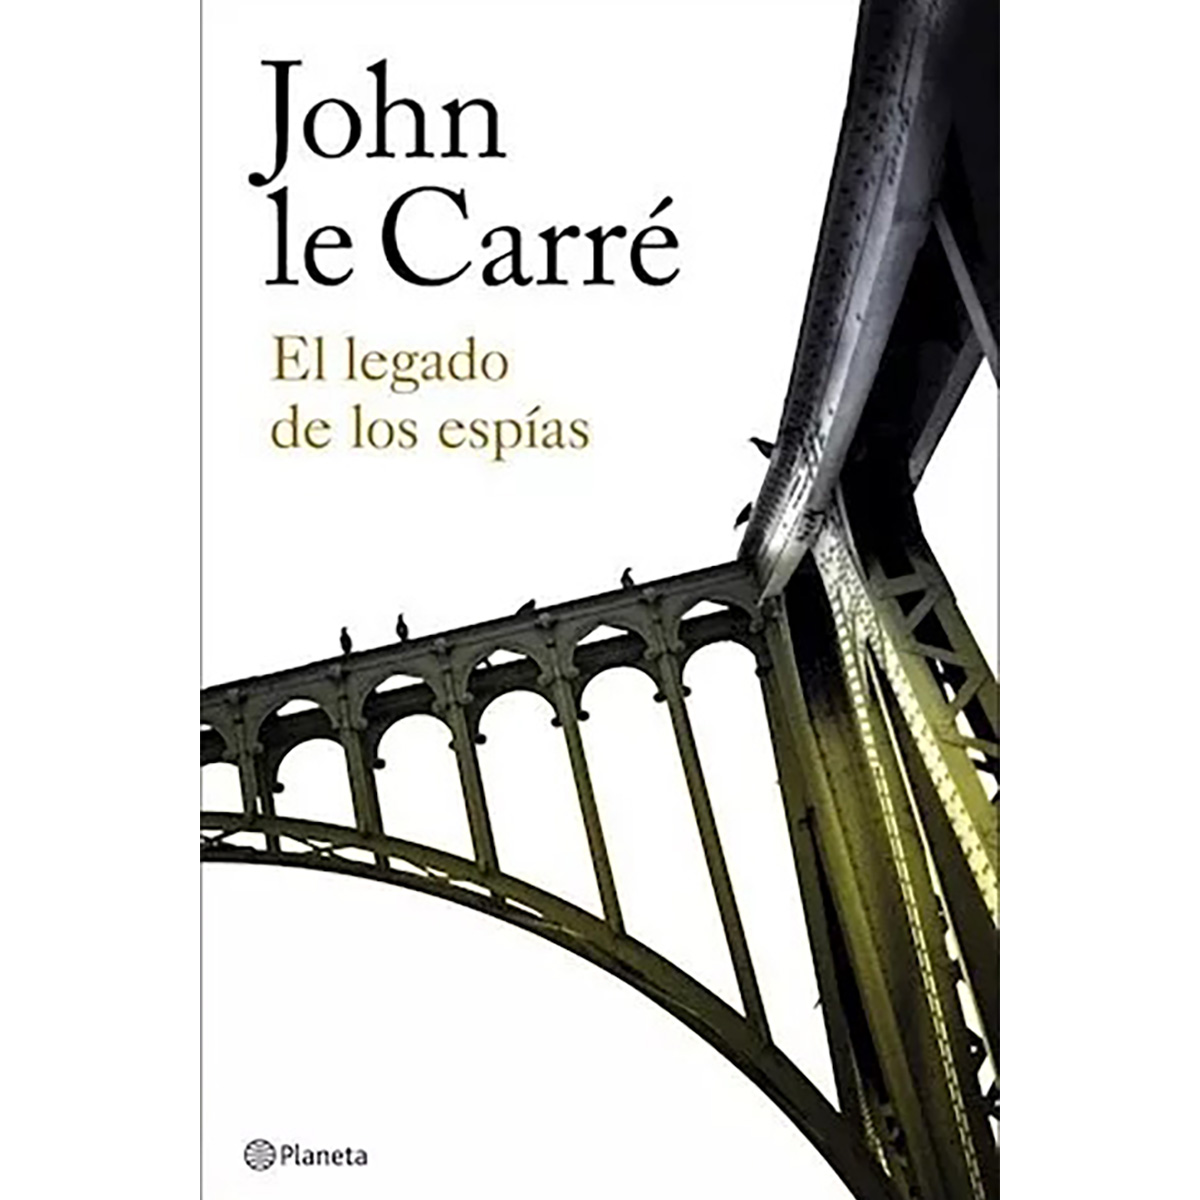 John
le Carré
El legado
de los espías
Planeta